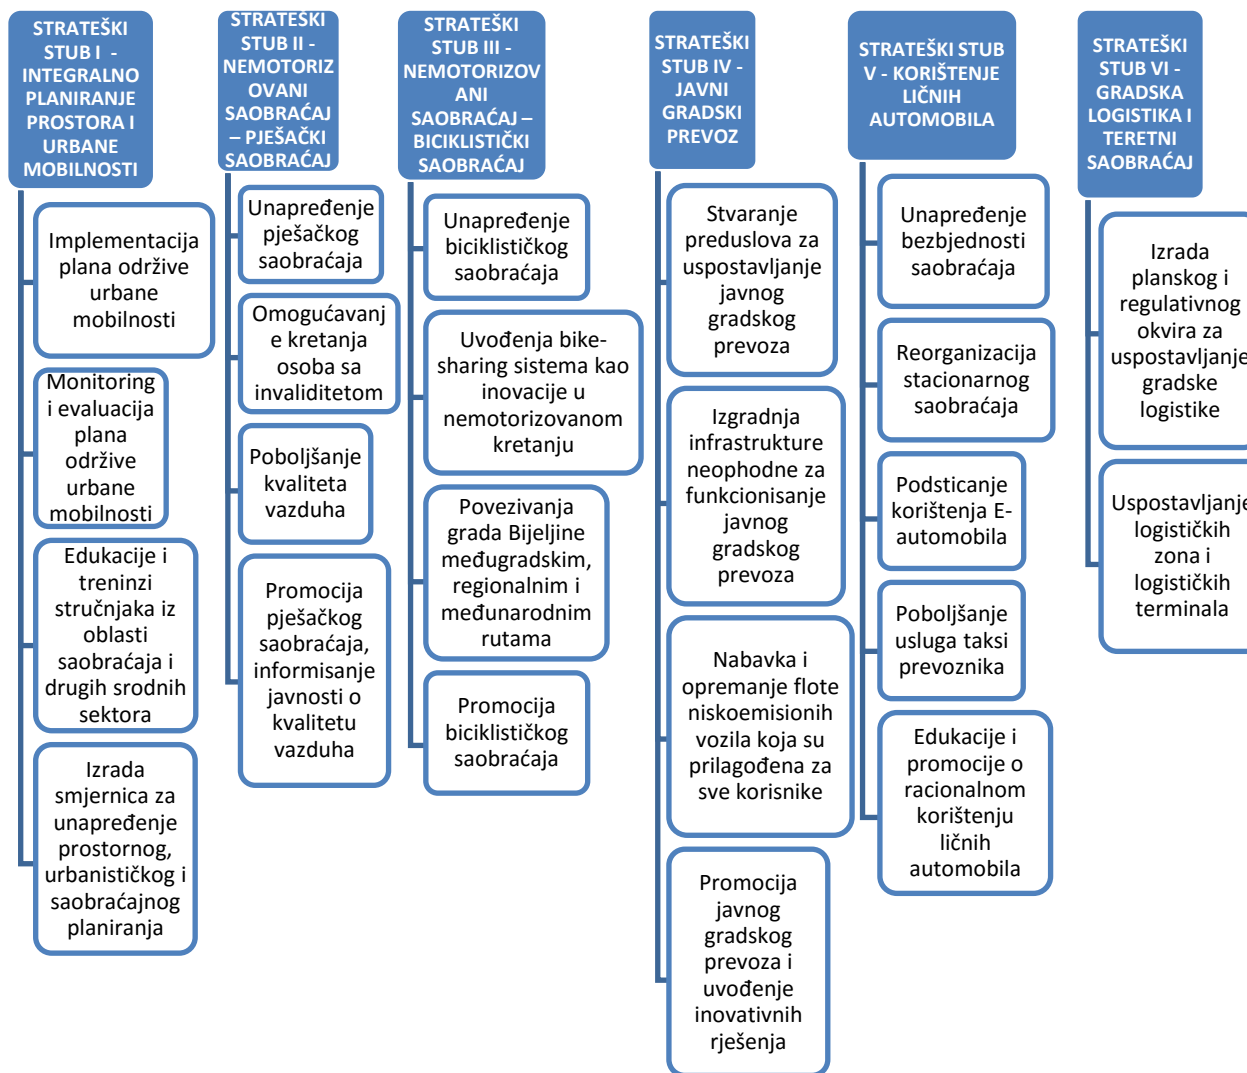 STRATEŠKI
STUB I  -
INTEGRALNO
PLANIRANJE
PROSTORA I
URBANE
MOBILNOSTI
Implementacija
plana održive
urbane
mobilnosti
Monitoring
i evaluacija
plana
održive
urbane
mobilnosti
Edukacije i
treninzi
stručnjaka iz
oblasti
saobraćaja i
drugih srodnih
sektora
Izrada
smjernica za
unapređenje
prostornog,
urbanističkog i
saobraćajnog
planiranja
STRATEŠKI
STUB II -
NEMOTORIZ
OVANI
SAOBRAĆAJ
– PJEŠAČKI
SAOBRAĆAJ
Unapređenje
pješačkog
saobraćaja
Omogućavanj
e kretanja
osoba sa
invaliditetom
Poboljšanje
kvaliteta
vazduha
Promocija
pješačkog
saobraćaja,
informisanje
javnosti o
kvalitetu
vazduha
STRATEŠKI
STUB III -
NEMOTORIZOV
ANI
SAOBRAĆAJ –
BICIKLISTIČKI
SAOBRAĆAJ
Unapređenje
biciklističkog
saobraćaja
Uvođenja bike-
sharing sistema kao
inovacije u
nemotorizovanom
kretanju
Povezivanja
grada Bijeljine
međugradskim,
regionalnim i
međunarodnim
rutama
Promocija
biciklističkog
saobraćaja
STRATEŠKI
STUB IV -
JAVNI
GRADSKI
PREVOZ
Stvaranje
preduslova za
uspostavljanje
javnog
gradskog
prevoza
Izgradnja
infrastrukture
neophodne za
funkcionisanje
javnog
gradskog
prevoza
Nabavka i
opremanje flote
niskoemisionih
vozila koja su
prilagođena za
sve korisnike
Promocija
javnog
gradskog
prevoza i
uvođenje
inovativnih
rješenja
STRATEŠKI STUB
V - KORIŠTENJE
LIČNIH
AUTOMOBILA
Unapređenje
bezbjednosti
saobraćaja
Reorganizacija
stacionarnog
saobraćaja
Podsticanje
korištenja E-
automobila
Poboljšanje
usluga taksi
prevoznika
Edukacije i
promocije o
racionalnom
korištenju
ličnih
automobila
STRATEŠKI
STUB VI -
GRADSKA
LOGISTIKA I
TERETNI
SAOBRAĆAJ
Izrada
planskog i
regulativnog
okvira za
uspostavljanje
gradske
logistike
Uspostavljanje
logističkih
zona i
logističkih
terminala